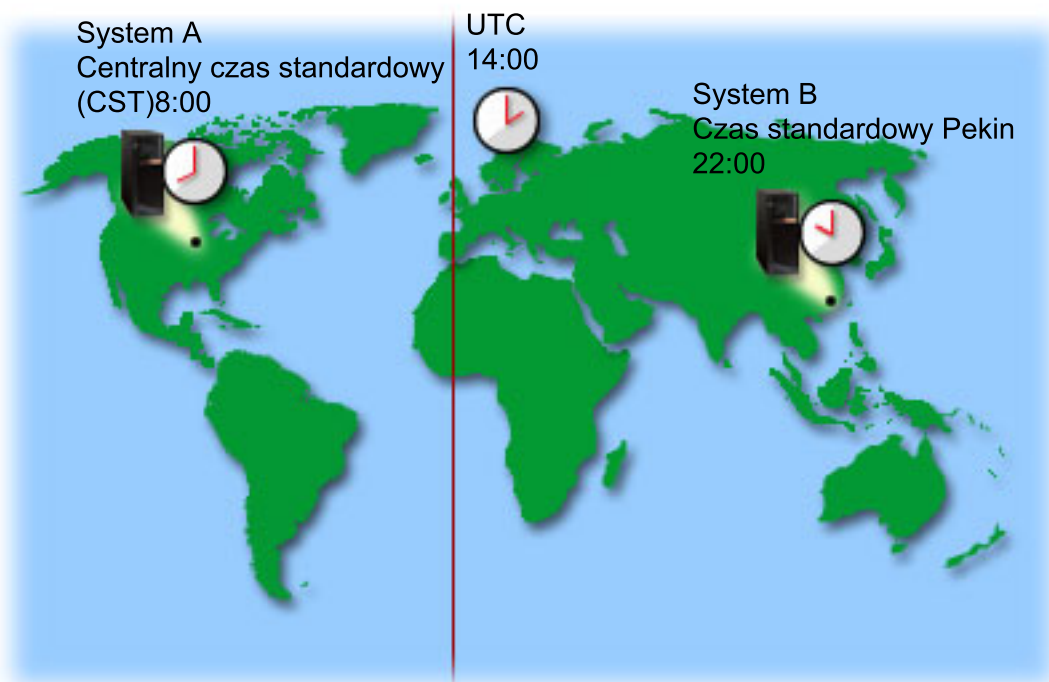 System A
Centralny czas standardowy
(CST)8:00
UTC
14:00
System B
Czas standardowy Pekin
22:00